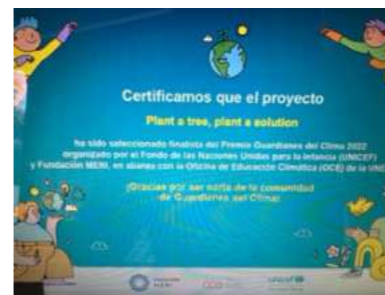 Certificamos que el proyecto
Plant a tree, plant a solution
ha sido seleccionado finalista del Premio Guardianes del Clima 2022
organizado por el Fondo de las Naciones Unidas para la Infancia (UNICEF)
y Fundación MERI, en alianza con la Oficina de Educación Climática (OCE) de la
¡Gracias por ser parte de la comunidad
de Guardianes del Clima!
unicef